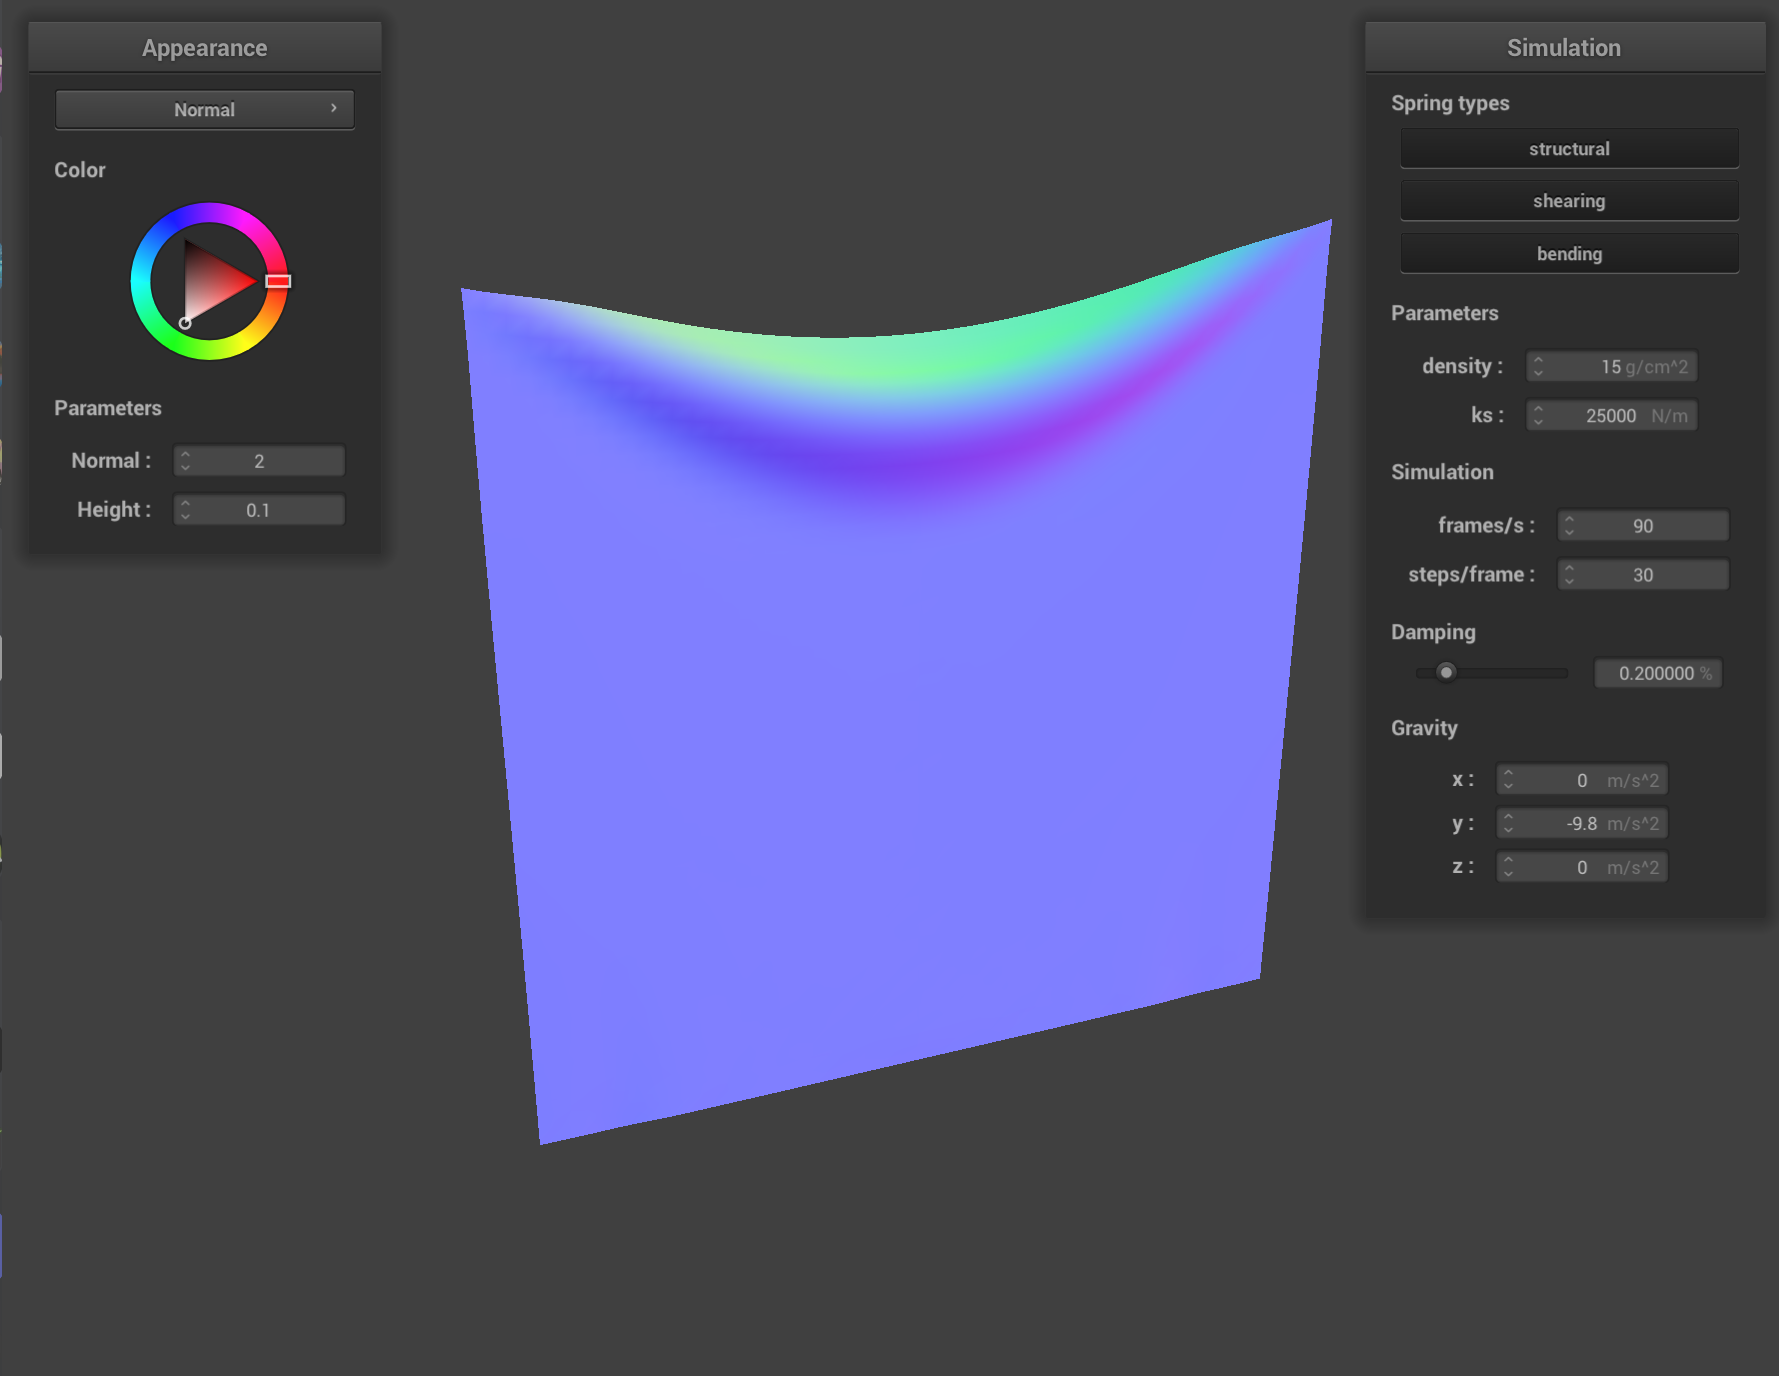 Appearance
Normal
Color
Parameters
Normal : 2
Height : 0.1
Simulation
Spring types
structural
shearing
bending
Parameters
density : 15 g/cm^2
ks : 25000 N/m
Simulation
frames/s : 90
steps/frame : 30
Damping
0.200000 %
Gravity
x : 0 m/s^2
y : -9.8 m/s^2
z : 0 m/s^2